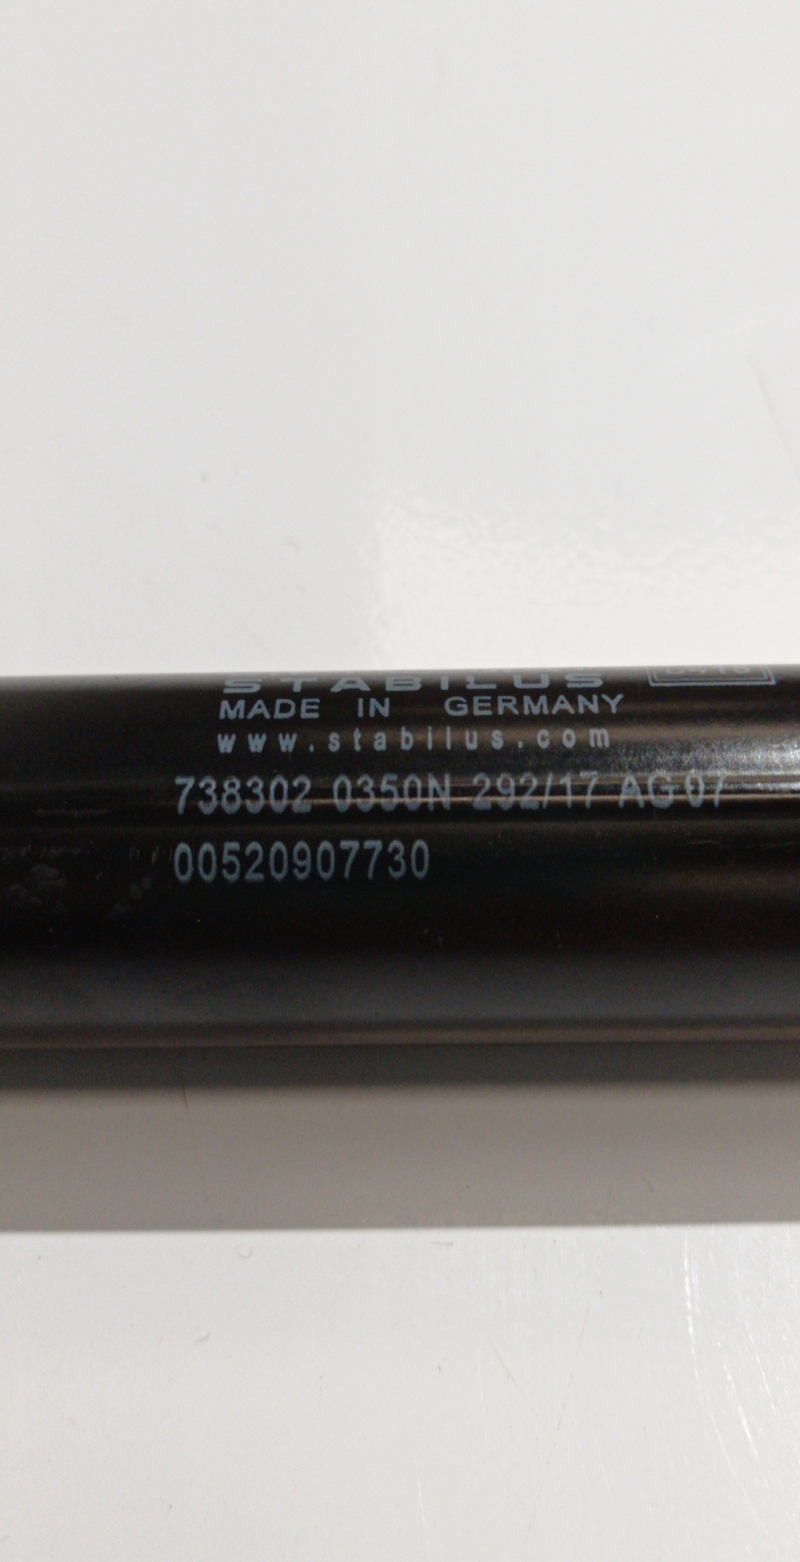 STABILUS
MADE IN GERMANY
www.stabilus.com
738302 0350N 292/17 AG07
00520907730